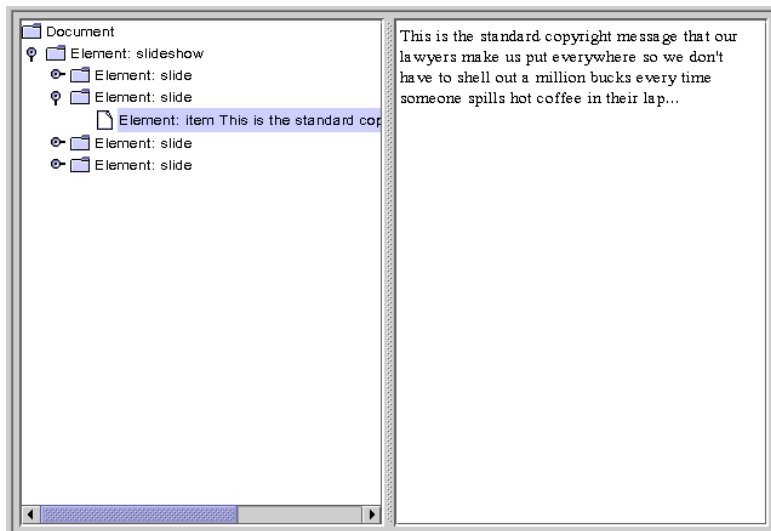 Document
Element: slideshow
Element: slide
Element: slide
Element: item This is the standard cop
Element: slide
Element: slide
This is the standard copyright message that our
lawyers make us put everywhere so we don't
have to shell out a million bucks every time
someone spills hot coffee in their lap...